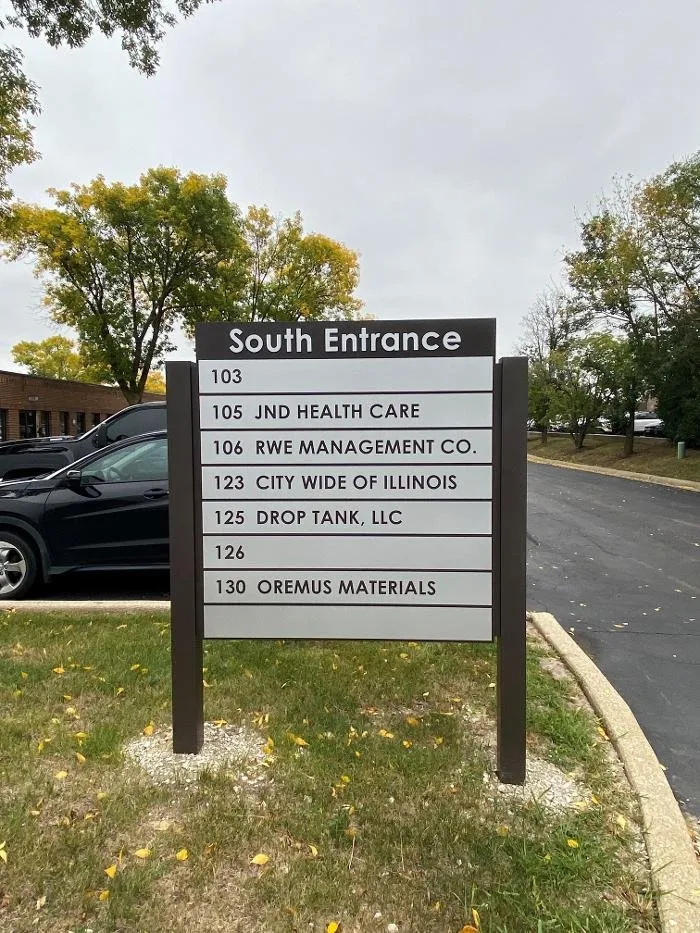 South Entrance
103
105 JND HEALTH CARE
106 RWE MANAGEMENT CO.
123 CITY WIDE OF ILLINOIS
125 DROP TANK, LLC
126
130 OREMUS MATERIALS